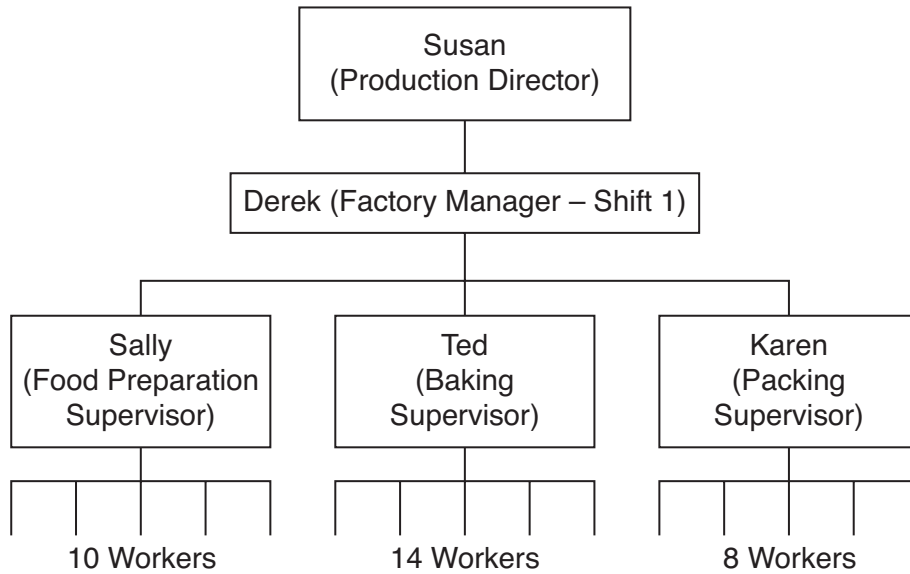 Susan
(Production Director)
Derek (Factory Manager – Shift 1)
Sally
(Food Preparation
Supervisor)
Ted
(Baking
Supervisor)
Karen
(Packing
Supervisor)
10 Workers
14 Workers
8 Workers